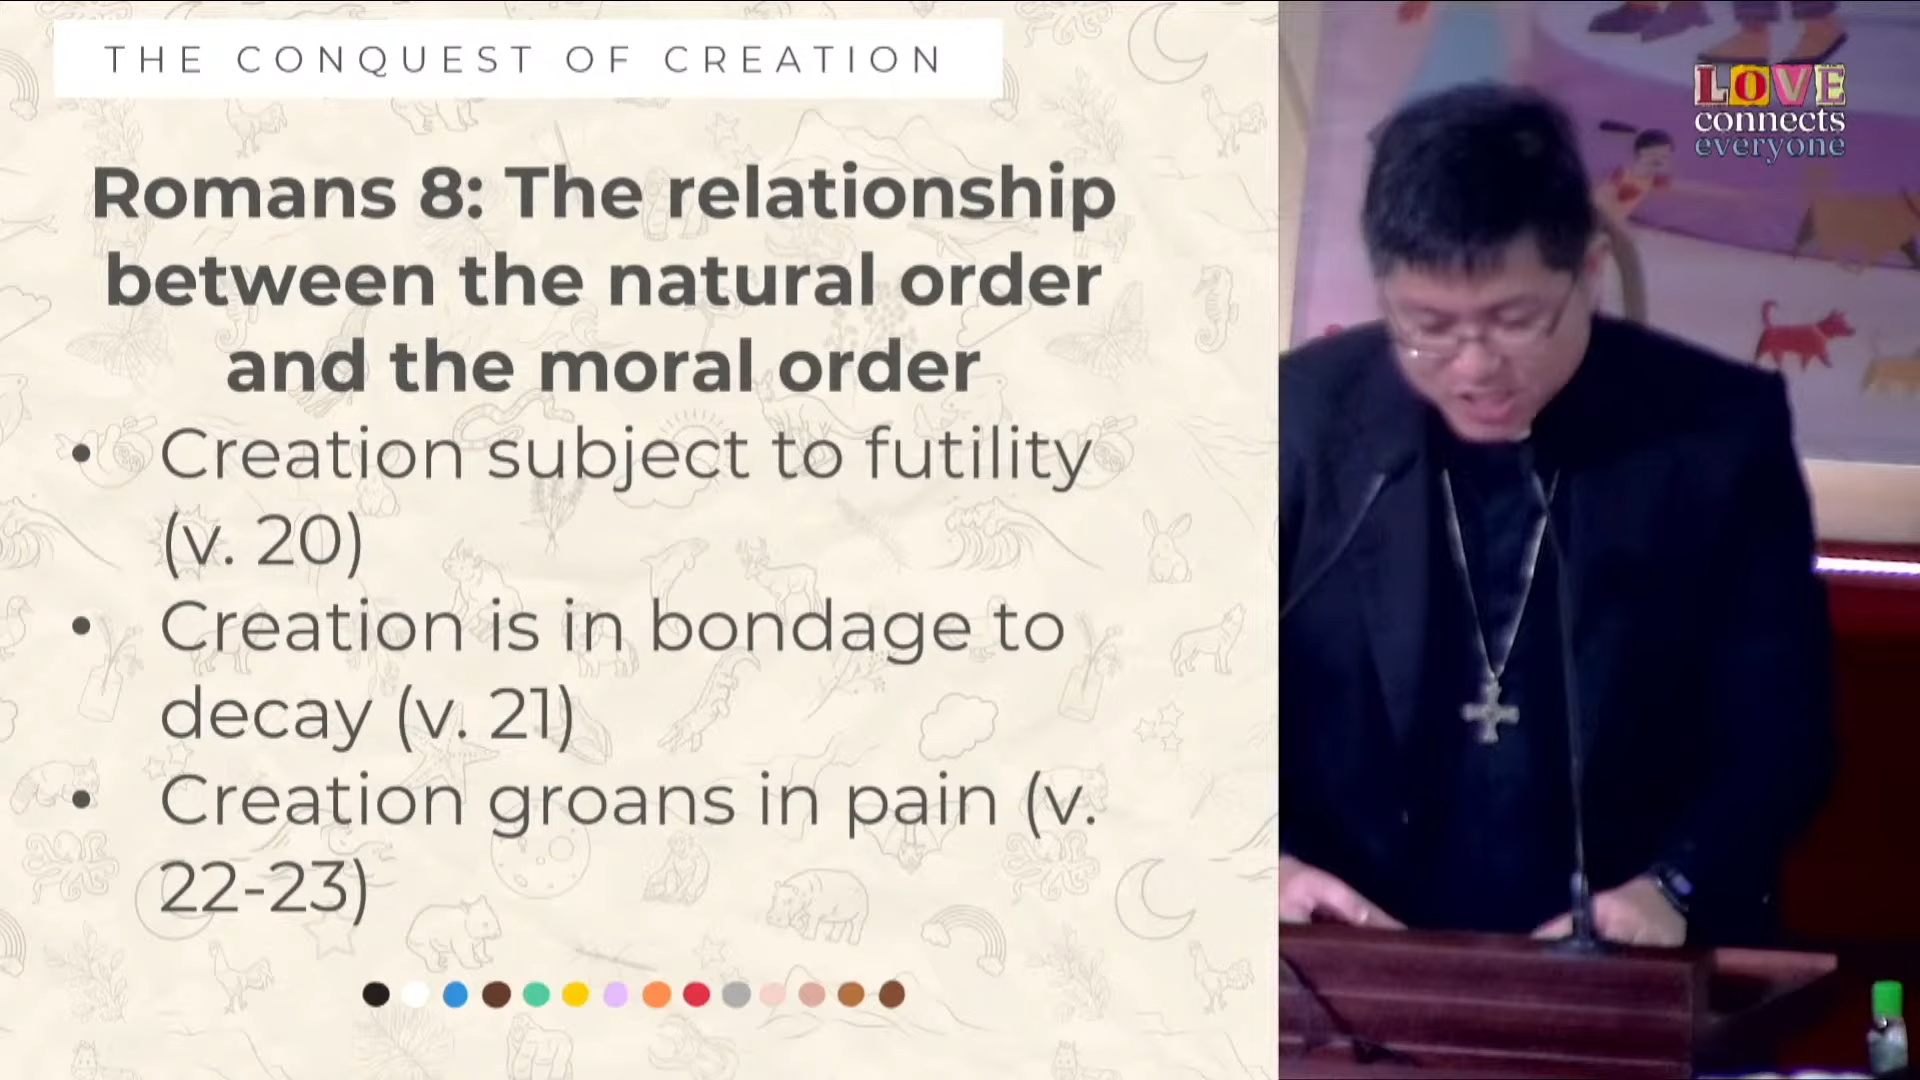 THE CONQUEST OF CREATION
Romans 8: The relationship
between the natural order
and the moral order
• Creation subject to futility
(v. 20)
• Creation is in bondage to
decay (v. 21)
• Creation groans in pain (v.
22-23)
LOVE
connects
everyone